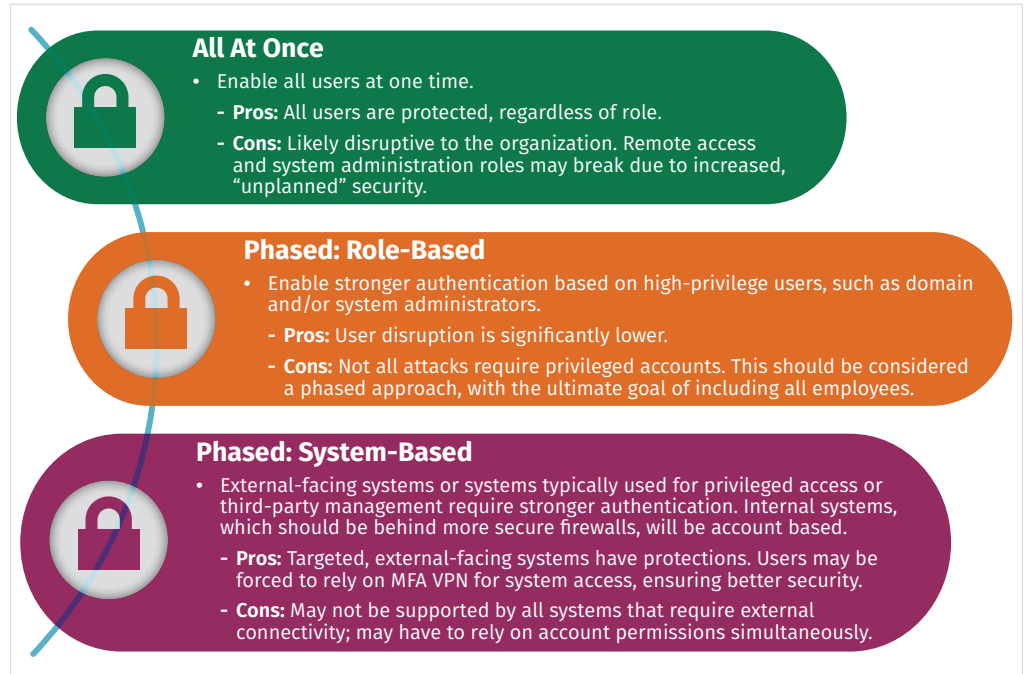 All At Once
• Enable all users at one time.
- Pros: All users are protected, regardless of role.
- Cons: Likely disruptive to the organization. Remote access
and system administration roles may break due to increased,
“unplanned” security.
Phased: Role-Based
• Enable stronger authentication based on high-privilege users, such as domain
and/or system administrators.
- Pros: User disruption is significantly lower.
- Cons: Not all attacks require privileged accounts. This should be considered
a phased approach, with the ultimate goal of including all employees.
Phased: System-Based
• External-facing systems or systems typically used for privileged access or
third-party management require stronger authentication. Internal systems,
which should be behind more secure firewalls, will be account based.
- Pros: Targeted, external-facing systems have protections. Users may be
forced to rely on MFA VPN for system access, ensuring better security.
- Cons: May not be supported by all systems that require external
connectivity; may have to rely on account permissions simultaneously.